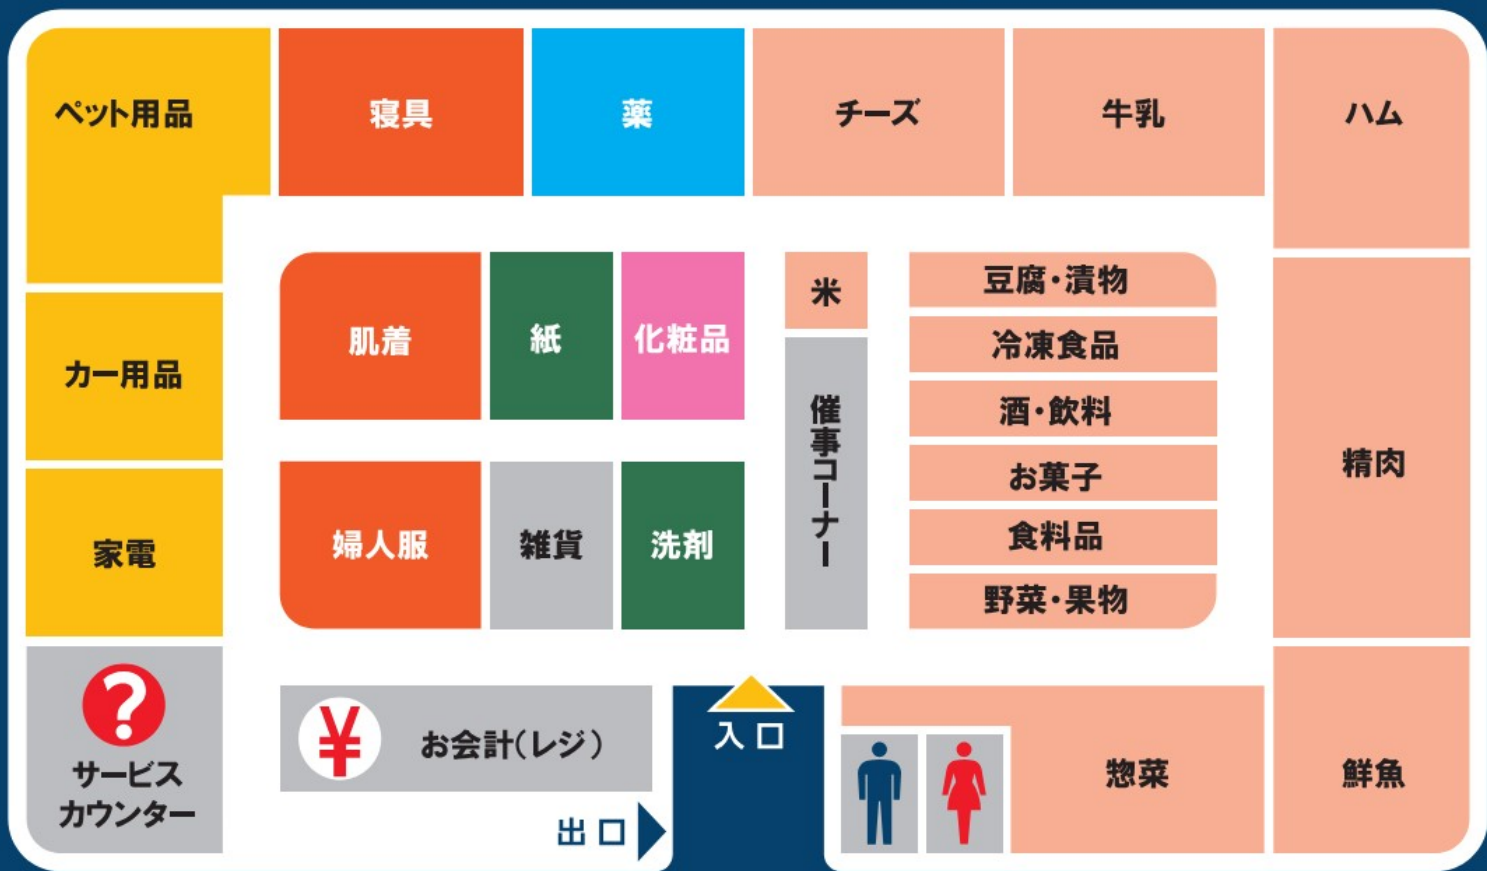 ペット用品
寝具
薬
チーズ
牛乳
ハム
カー用品
家電
?
サービス
カウンター
肌着
紙
化粧品
婦人服
雑貨
洗剤
米
催事コーナー
豆腐・漬物
冷凍食品
酒・飲料
お菓子
食料品
野菜・果物
精肉
鮮魚
惣菜
¥
お会計(レジ)
入口
出口